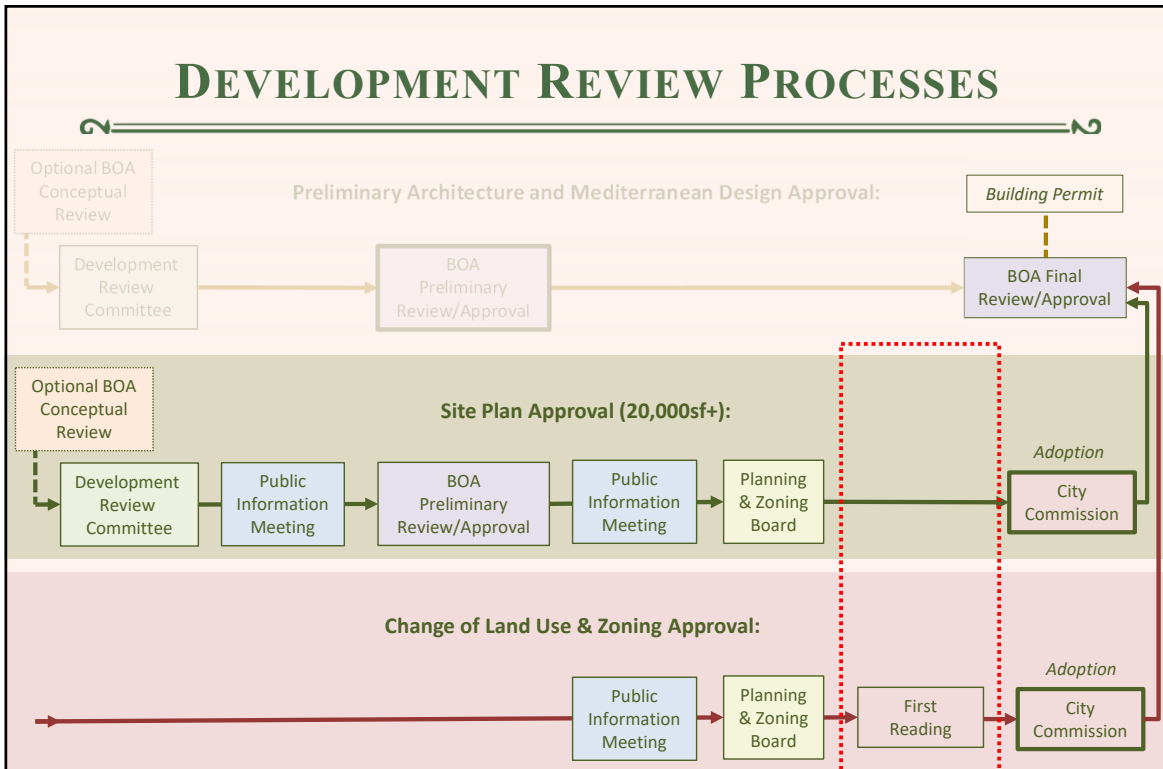 DEVELOPMENT REVIEW PROCESSES
Optional BOA
Conceptual
Review
Preliminary Architecture and Mediterranean Design Approval:
Building Permit
Development
Review
Committee
BOA
Preliminary
Review/Approval
BOA Final
Review/Approval
Optional BOA
Conceptual
Review
Site Plan Approval (20,000sf+):
Development
Review
Committee
Public
Information
Meeting
BOA
Preliminary
Review/Approval
Public
Information
Meeting
Planning
& Zoning
Board
Adoption
City
Commission
Change of Land Use & Zoning Approval:
Public
Information
Meeting
Planning
& Zoning
Board
First
Reading
Adoption
City
Commission